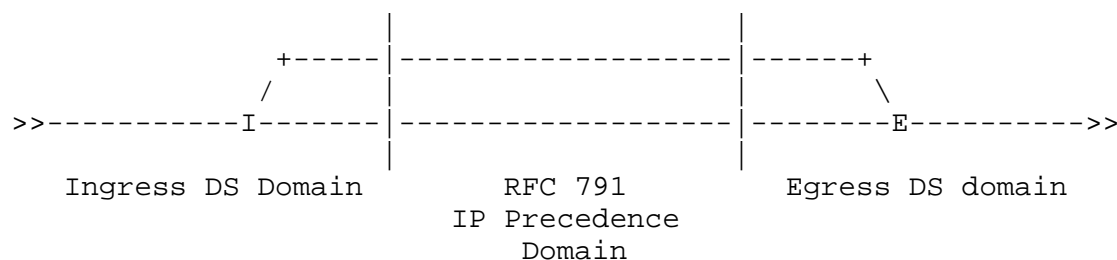 >>-----------I------|--------------------|--------E---------->>
Ingress DS Domain RFC 791 Egress DS domain
IP Precedence
Domain